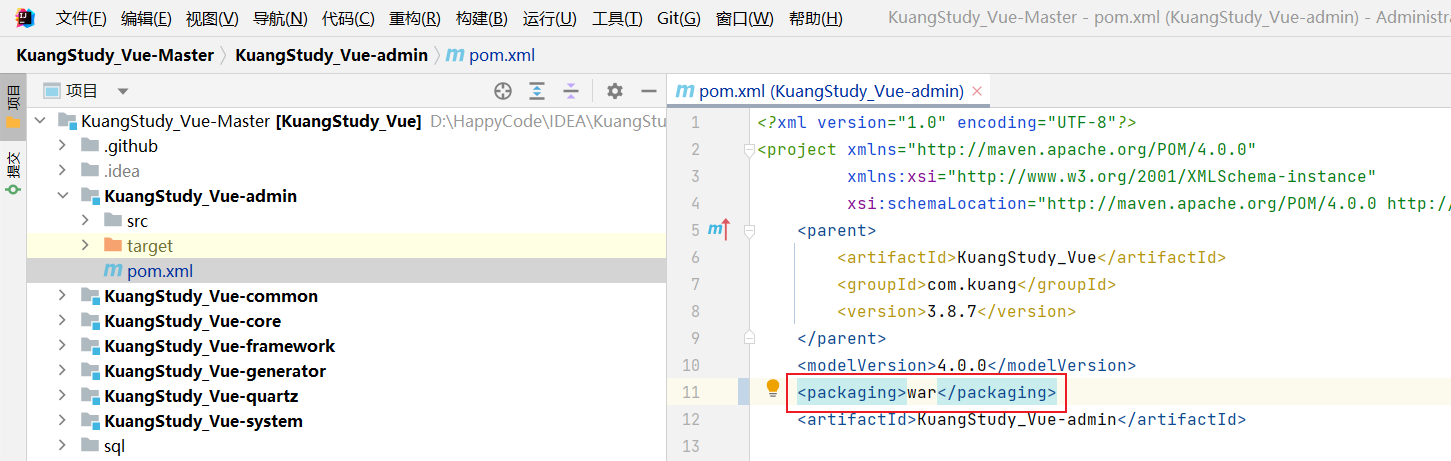 文件(F) 编辑(E) 视图(V) 导航(N) 代码(C) 重构(R) 构建(B) 运行(U) 工具(T) Git(G) 窗口(W) 帮助(H) KuangStudy_Vue-Master - pom.xml (KuangStudy_Vue-admin) - Administra
KuangStudy_Vue-Master KuangStudy_Vue-admin m pom.xml
项目
提交
项目
KuangStudy_Vue-Master [KuangStudy_Vue] D:\HappyCode\IDEA\KuangStu
.github
.idea
KuangStudy_Vue-admin
src
target
m pom.xml
KuangStudy_Vue-common
KuangStudy_Vue-core
KuangStudy_Vue-framework
KuangStudy_Vue-generator
KuangStudy_Vue-quartz
KuangStudy_Vue-system
sql
m pom.xml (KuangStudy_Vue-admin)
1 <?xml version="1.0" encoding="UTF-8"?>
2 <project xmlns="http://maven.apache.org/POM/4.0.0"
3 xmlns:xsi="http://www.w3.org/2001/XMLSchema-instance"
4 xsi:schemaLocation="http://maven.apache.org/POM/4.0.0 http:/
5 m <parent>
6 <artifactId>KuangStudy_Vue</artifactId>
7 <groupId>com.kuang</groupId>
8 <version>3.8.7</version>
9 </parent>
10 <modelVersion>4.0.0</modelVersion>
11 <packaging>war</packaging>
12 <artifactId>KuangStudy_Vue-admin</artifactId>
13